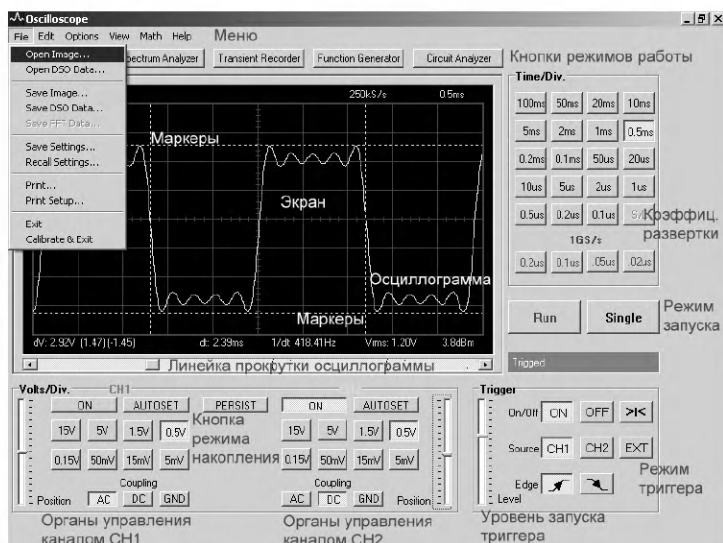 Oscilloscope
File Edit Options View Math Help Меню
Open Image...
Open DSO Data...
Save Image...
Save DSO Data...
Save FFT Data...
Save Settings...
Recall Settings...
Print...
Print Setup...
Exit
Calibrate & Exit
Spectrum Analyzer Transient Recorder Function Generator Circuit Analyzer Кнопки режимов работы
250kS/s 0.5ms
Маркеры
Экран
Осциллограмма
Маркеры
dV: 2.92V (1.47)(-1.45) dt: 2.39ms 1/dt 418.41Hz Vrms: 1.20V 3.8dBm
Линейка прокрутки осциллограммы
Time/Div.
100ms 50ms 20ms 10ms
5ms 2ms 1ms 0.5ms
0.2ms 0.1ms 50us 20us
10us 5us 2us 1us
0.5us 0.2us 0.1us
Коэффиц.
развертки
1GS/s
0.2us 0.1us .05us .02us
Run Single Режим
запуска
Trigged
Volts/Div. CH1
ON AUTOSET PERSIST ON AUTOSET
15V 5V 1.5V 0.5V Кнопка 15V 5V 1.5V 0.5V
режима
0.15V 50mV 15mV 5mV накопления 0.15V 50mV 15mV 5mV
Coupling Coupling
Position AC DC GND AC DC GND Position
Органы управления
каналом CH1
Органы управления
каналом CH2
Trigger
On/Off ON OFF >|<
Source CH1 CH2 EXT
Режим
триггера
Edge
Level
Уровень запуска
триггера